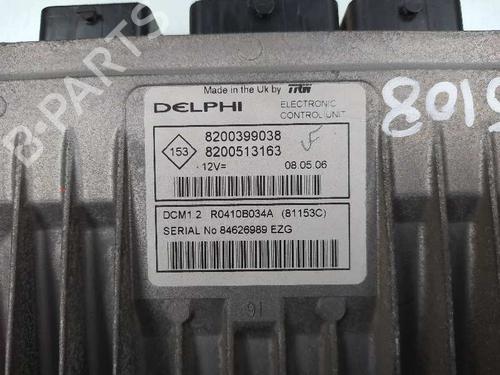 B-PARTS
Made in the Uk by TRW
DELPHI
ELECTRONIC
CONTROL UNIT
8200399038
153
8200513163
12V=
08.05.06
DCM1.2 R0410B034A (81153C)
SERIAL No 84626989 EZG
91